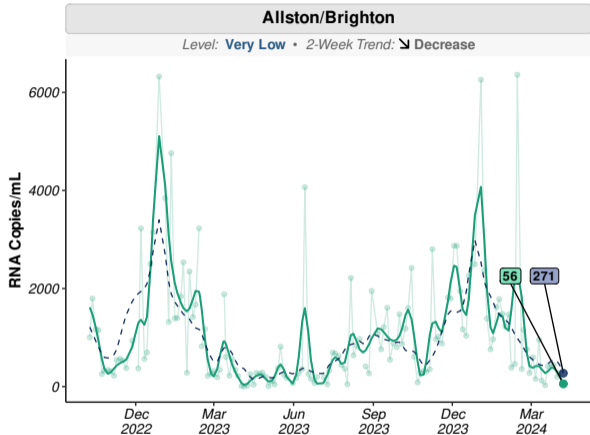 Allston/Brighton
Level: Very Low • 2-Week Trend: ↘ Decrease
RNA Copies/mL
6000
4000
2000
0
56
271
Dec
2022
Mar
2023
Jun
2023
Sep
2023
Dec
2023
Mar
2024